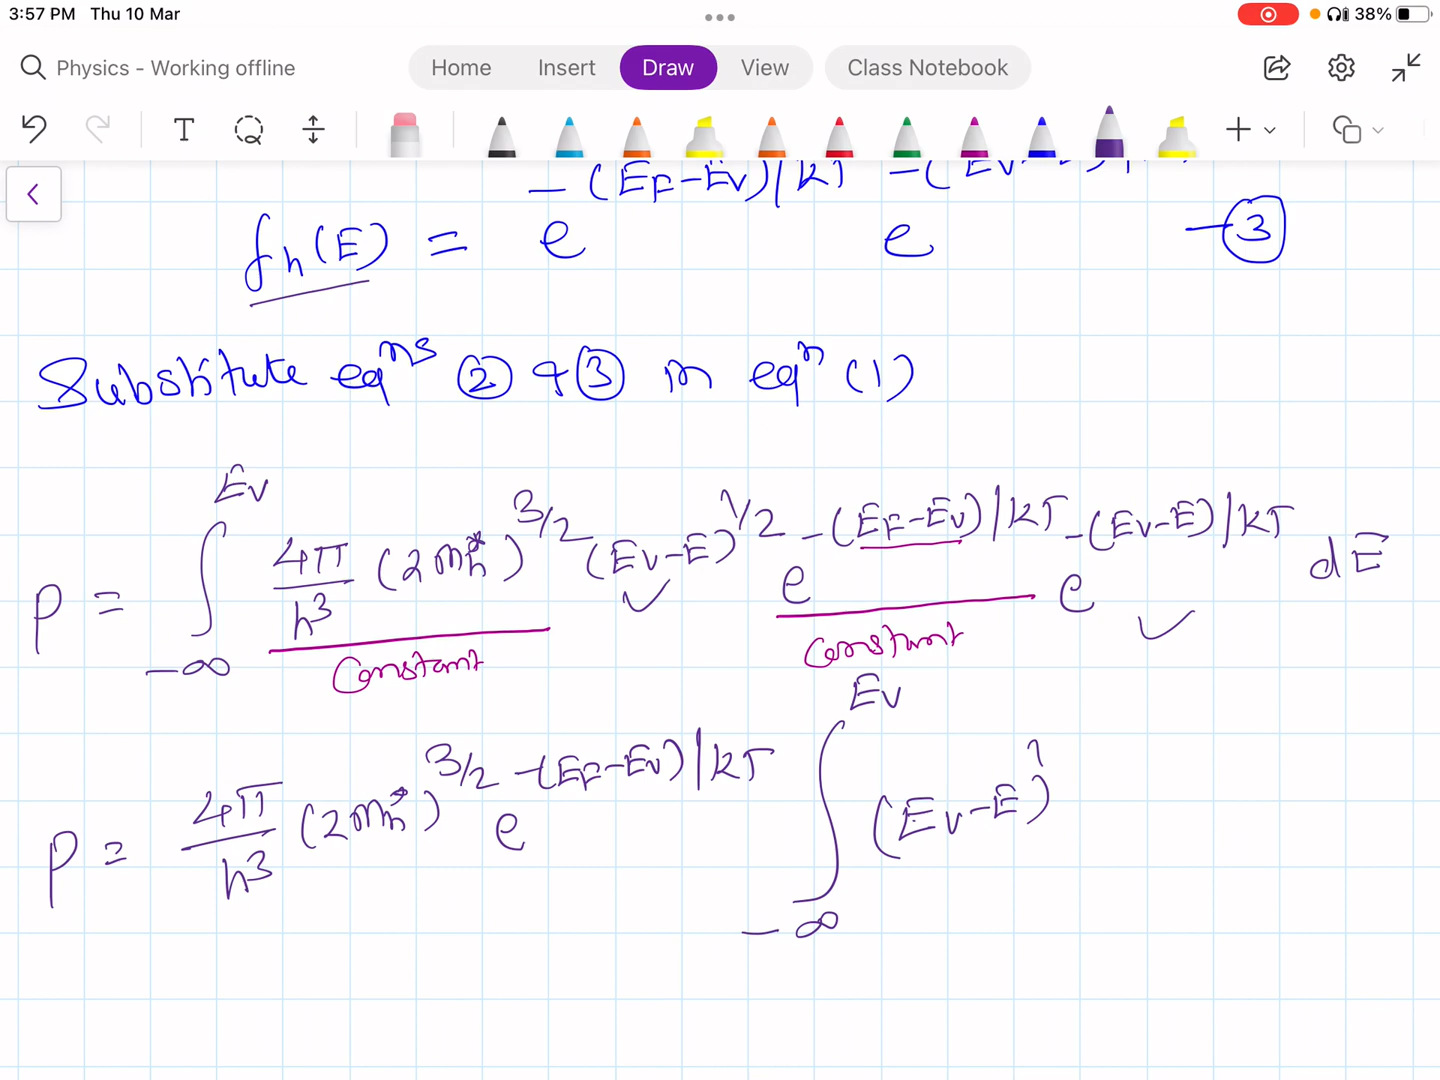 3:57 PM Thu 10 Mar 38%
Physics - Working offline Home Insert Draw View Class Notebook
T
fh(E) = e^-(EF-EV)/KT e^-(EV -③
Substitute eqns ② & ③ in eqn (1)
p = ∫_{-∞}^{Ev} 4π/h³ (2mh*)^3/2 (Ev-E)^1/2 e^-(EF-Ev)/KT e^-(Ev-E)/KT dE
Constant Constant
p = 4π/h³ (2mh*)^3/2 e^-(EF-Ev)/KT ∫_{-∞}^{Ev} (Ev-E)^1